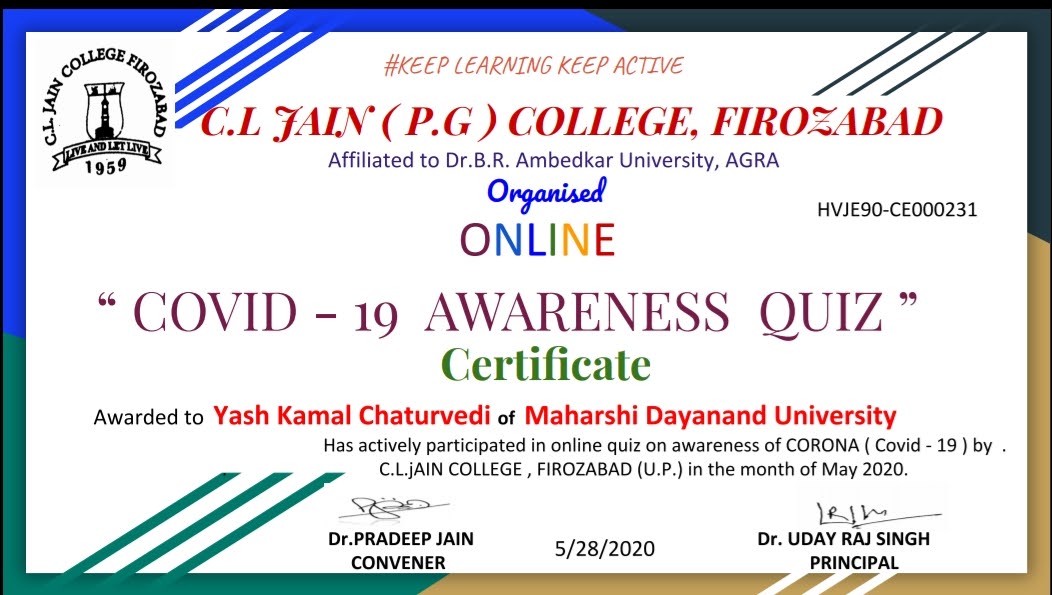 #KEEP LEARNING KEEP ACTIVE
C.L. JAIN COLLEGE FIROZABAD
LIVE AND LET LIVE
1959
C.L JAIN ( P.G ) COLLEGE, FIROZABAD
Affiliated to Dr.B.R. Ambedkar University, AGRA
Organised
HVJE90-CE000231
ONLINE
“ COVID - 19 AWARENESS QUIZ ”
Certificate
Awarded to Yash Kamal Chaturvedi of Maharshi Dayanand University
Has actively participated in online quiz on awareness of CORONA ( Covid - 19 ) by .
C.L.jAIN COLLEGE , FIROZABAD (U.P.) in the month of May 2020.
Dr.PRADEEP JAIN
CONVENER
5/28/2020
Dr. UDAY RAJ SINGH
PRINCIPAL